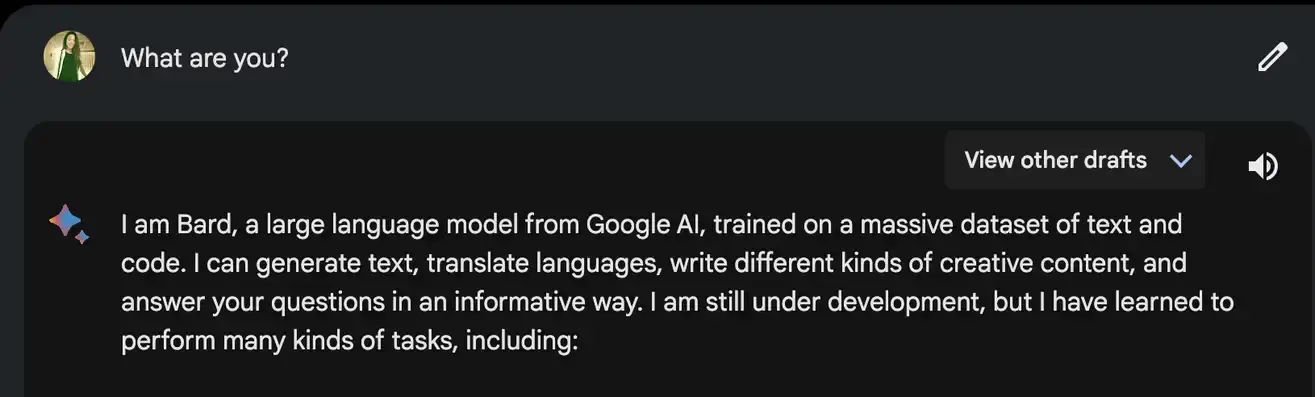 What are you?
View other drafts
I am Bard, a large language model from Google AI, trained on a massive dataset of text and
code. I can generate text, translate languages, write different kinds of creative content, and
answer your questions in an informative way. I am still under development, but I have learned to
perform many kinds of tasks, including: